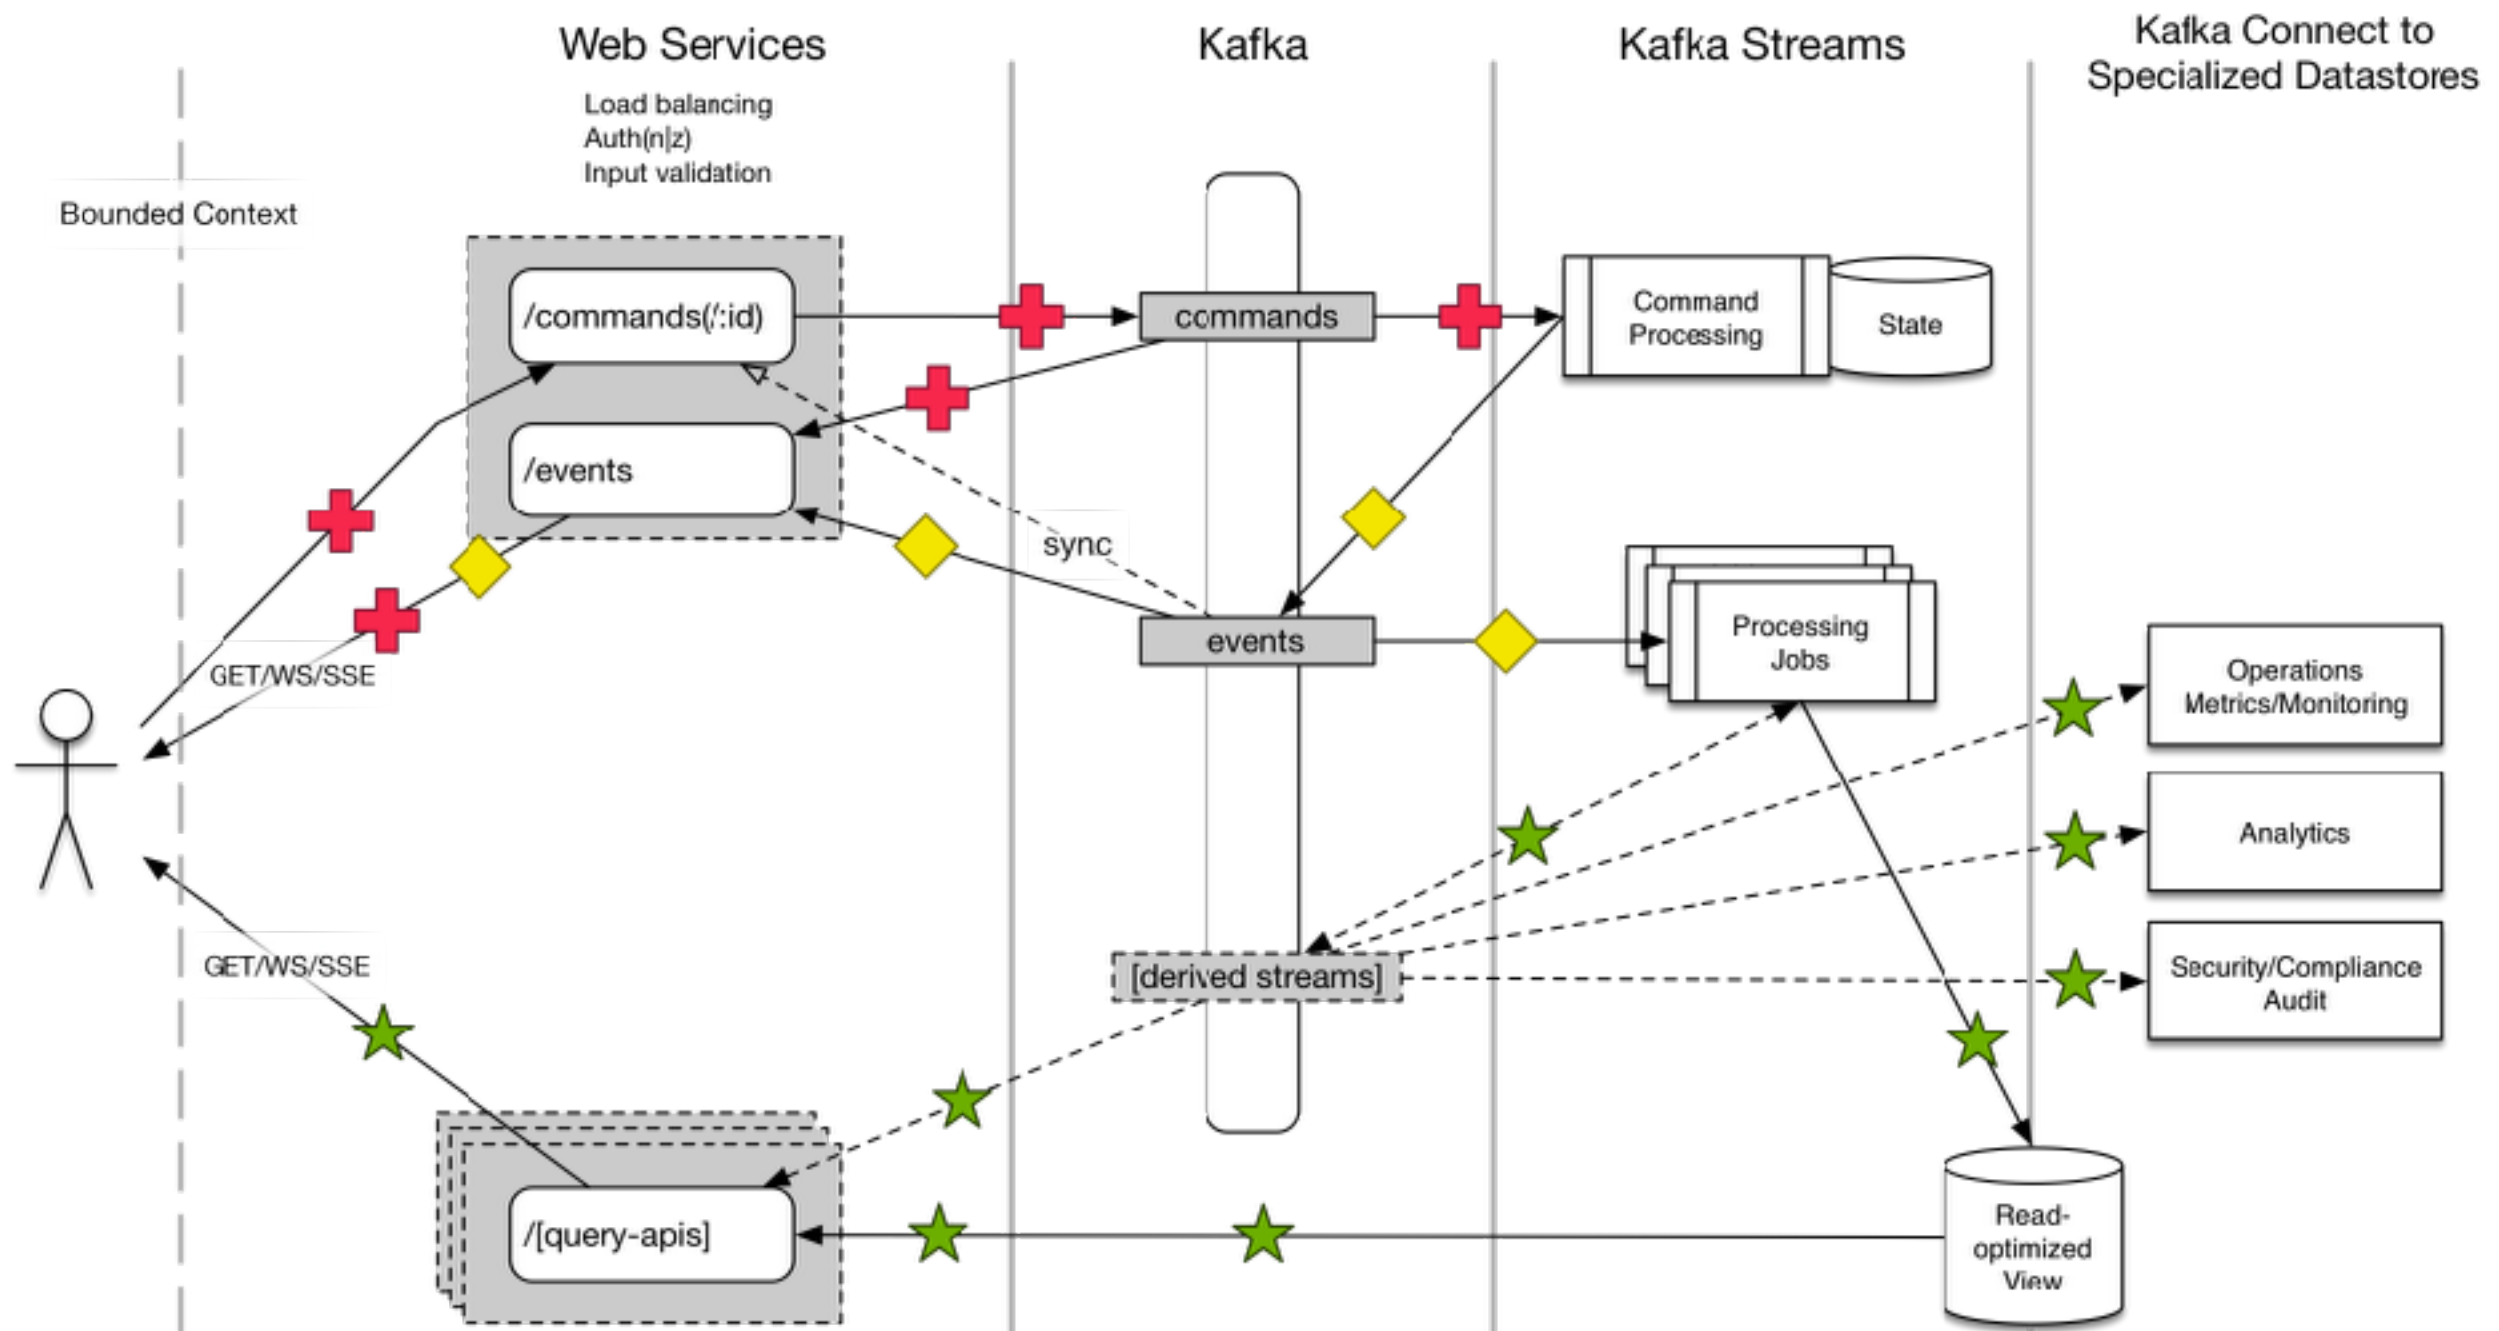 Web Services
Kafka
Kafka Streams
Kafka Connect to
Specialized Datastores
Load balancing
Auth(n|z)
Input validation
Bounded Context
/commands(/:id)
commands
Command
Processing
State
/events
sync
events
Processing
Jobs
GET/WS/SSE
Operations
Metrics/Monitoring
Analytics
[derived streams]
Security/Compliance
Audit
GET/WS/SSE
/[query-apis]
Read-
optimized
View